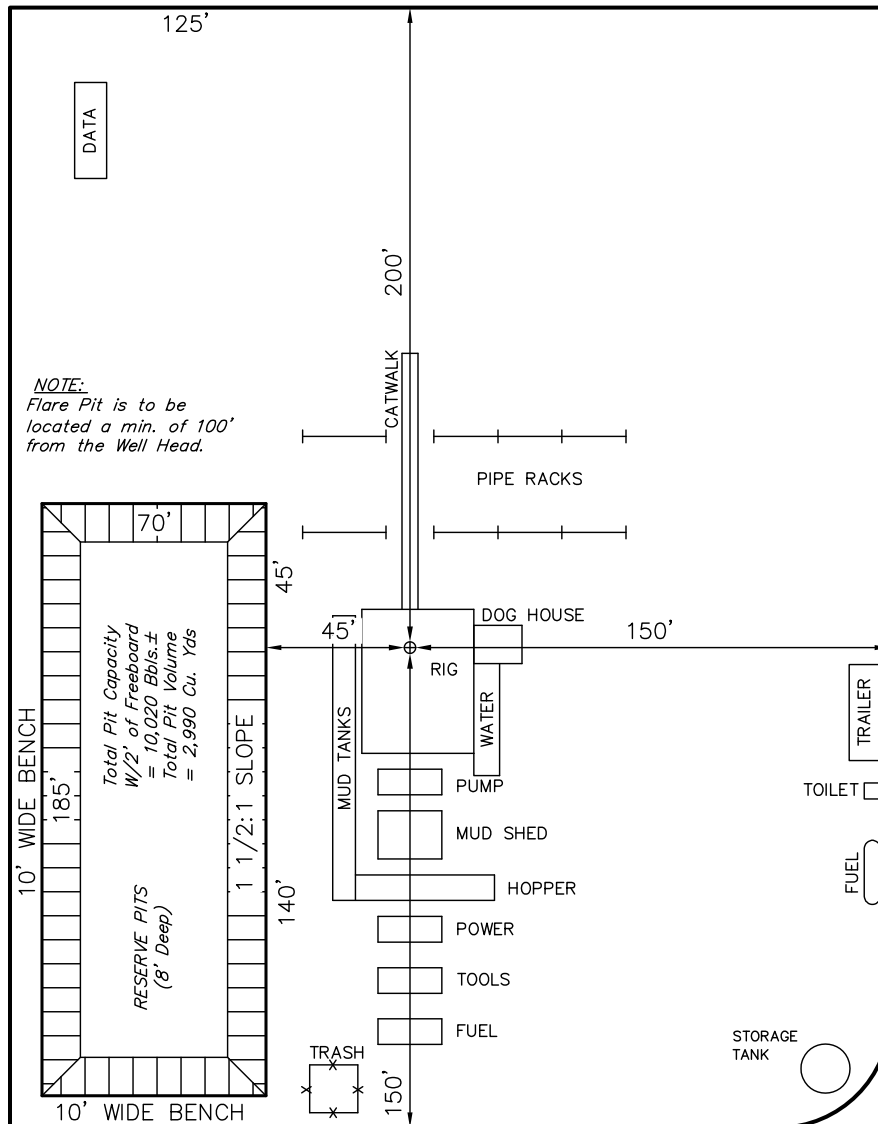 125'
DATA
200'
CATWALK
NOTE:
Flare Pit is to be
located a min. of 100'
from the Well Head.
PIPE RACKS
70'
45'
DOG HOUSE
45'
150'
RIG
Total Pit Capacity
W/2' of Freeboard
= 10,020 Bbls.±
Total Pit Volume
= 2,990 Cu. Yds
MUD TANKS
WATER
TRAILER
10' WIDE BENCH
185'
1 1/2:1 SLOPE
PUMP
TOILET
MUD SHED
FUEL
140'
HOPPER
RESERVE PITS
(8' Deep)
POWER
TOOLS
FUEL
STORAGE
TANK
TRASH
150'
10' WIDE BENCH